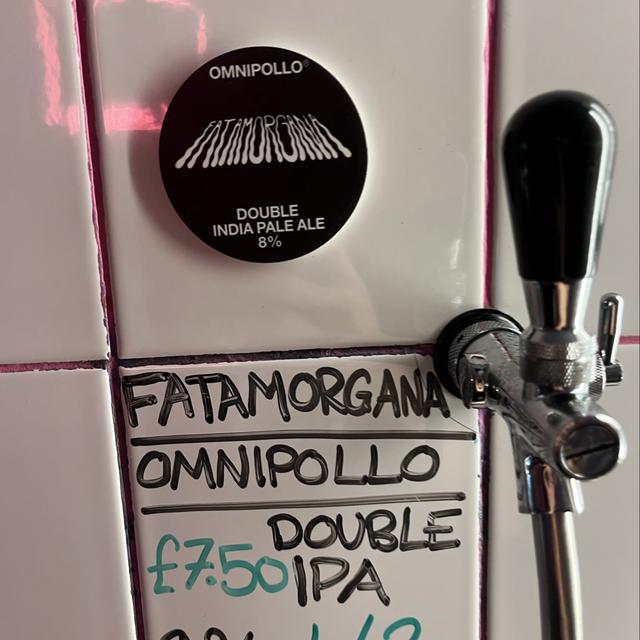 OMNIPOLLO®
FATAMORGANA
DOUBLE
INDIA PALE ALE
8%
FATAMORGANA
OMNIPOLLO
DOUBLE
£7.50 IPA